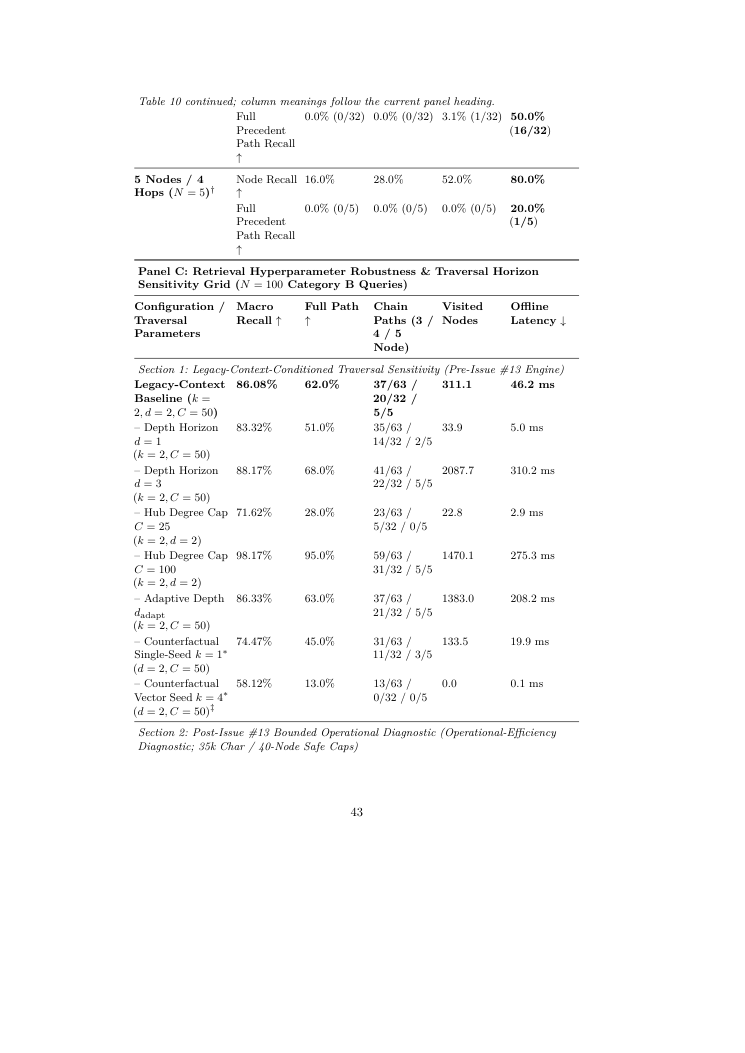 Table 10 continued; column meanings follow the current panel heading.
Full Precedent Path Recall ↑ 0.0% (0/32) 0.0% (0/32) 3.1% (1/32) 50.0% (16/32)
5 Nodes / 4 Hops (N = 5)† Node Recall ↑ 16.0% 28.0% 52.0% 80.0%
Full Precedent Path Recall ↑ 0.0% (0/5) 0.0% (0/5) 0.0% (0/5) 20.0% (1/5)
Panel C: Retrieval Hyperparameter Robustness & Traversal Horizon
Sensitivity Grid (N = 100 Category B Queries)
Configuration / Traversal Parameters Macro Recall ↑ Full Path ↑ Chain Paths (3 / 4 / 5 Node) Visited Nodes Offline Latency ↓
Section 1: Legacy-Context-Conditioned Traversal Sensitivity (Pre-Issue #13 Engine)
Legacy-Context Baseline (k = 2, d = 2, C = 50) 86.08% 62.0% 37/63 / 20/32 / 5/5 311.1 46.2 ms
– Depth Horizon d = 1 (k = 2, C = 50) 83.32% 51.0% 35/63 / 14/32 / 2/5 33.9 5.0 ms
– Depth Horizon d = 3 (k = 2, C = 50) 88.17% 68.0% 41/63 / 22/32 / 5/5 2087.7 310.2 ms
– Hub Degree Cap C = 25 (k = 2, d = 2) 71.62% 28.0% 23/63 / 5/32 / 0/5 22.8 2.9 ms
– Hub Degree Cap C = 100 (k = 2, d = 2) 98.17% 95.0% 59/63 / 31/32 / 5/5 1470.1 275.3 ms
– Adaptive Depth d_adapt (k = 2, C = 50) 86.33% 63.0% 37/63 / 21/32 / 5/5 1383.0 208.2 ms
– Counterfactual Single-Seed k = 1* (d = 2, C = 50) 74.47% 45.0% 31/63 / 11/32 / 3/5 133.5 19.9 ms
– Counterfactual Vector Seed k = 4* (d = 2, C = 50)‡ 58.12% 13.0% 13/63 / 0/32 / 0/5 0.0 0.1 ms
Section 2: Post-Issue #13 Bounded Operational Diagnostic (Operational-Efficiency
Diagnostic; 35k Char / 40-Node Safe Caps)
43